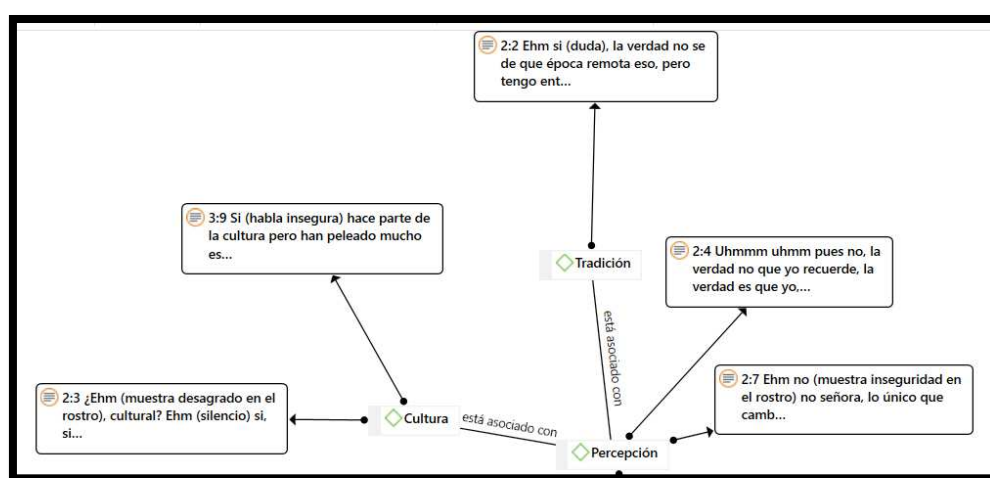 2:2 Ehm si (duda), la verdad no se
de que época remota eso, pero
tengo ent...
3:9 Si (habla insegura) hace parte de
la cultura pero han peleado mucho
es...
Tradición
2:4 Uhmmm uhmm pues no, la
verdad no que yo recuerde, la
verdad es que yo,...
está asociado con
2:7 Ehm no (muestra inseguridad en
el rostro) no señora, lo único que
camb...
2:3 ¿Ehm (muestra desagrado en el
rostro), cultural? Ehm (silencio) si,
si...
Cultura
está asociado con
Percepción